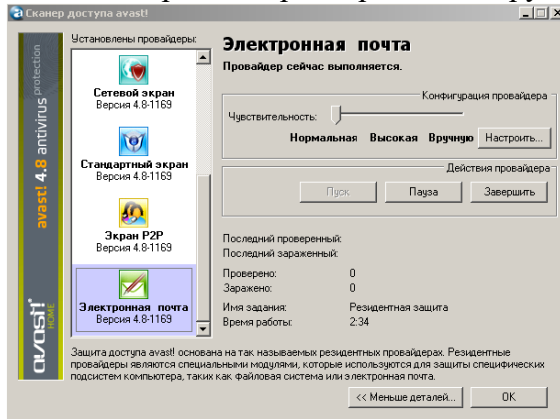 Сканер доступа avast!
Установлены провайдеры:
Сетевой экран
Версия 4.8-1169
Стандартный экран
Версия 4.8-1169
Экран P2P
Версия 4.8-1169
Электронная почта
Версия 4.8-1169
avast! 4.8 antivirus protection
avast!
HOME
Электронная почта
Провайдер сейчас выполняется.
Конфигурация провайдера
Чувствительность:
Нормальная Высокая Вручную Настроить...
Действия провайдера
Пуск Пауза Завершить
Последний проверенный:
Последний зараженный:
Проверено: 0
Заражено: 0
Имя задания: Резидентная защита
Время работы: 2:34
Защита доступа avast! основана на так называемых резидентных провайдерах. Резидентные
провайдеры являются специальными модулями, которые используются для защиты специфических
подсистем компьютера, таких как файловая система или электронная почта.
<< Меньше деталей... OK